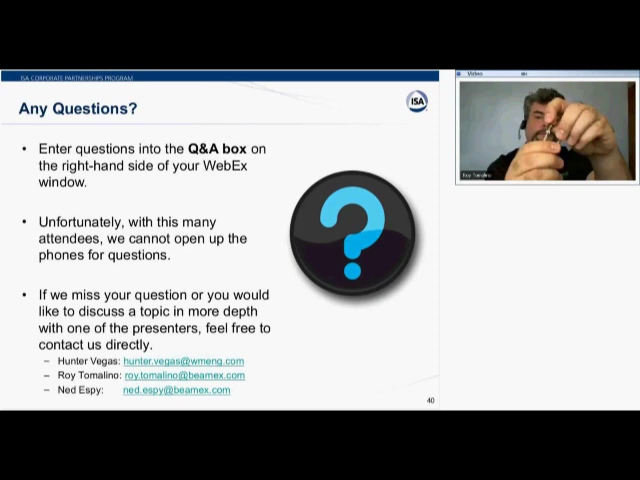 ISA CORPORATE PARTNERSHIPS PROGRAM
Video
Any Questions?
ISA
• Enter questions into the Q&A box on
the right-hand side of your WebEx
window.
• Unfortunately, with this many
attendees, we cannot open up the
phones for questions.
• If we miss your question or you would
like to discuss a topic in more depth
with one of the presenters, feel free to
contact us directly.
– Hunter Vegas: hunter.vegas@wmeng.com
– Roy Tomalino: roy.tomalino@beamex.com
– Ned Espy: ned.espy@beamex.com
40
Roy Tomalino